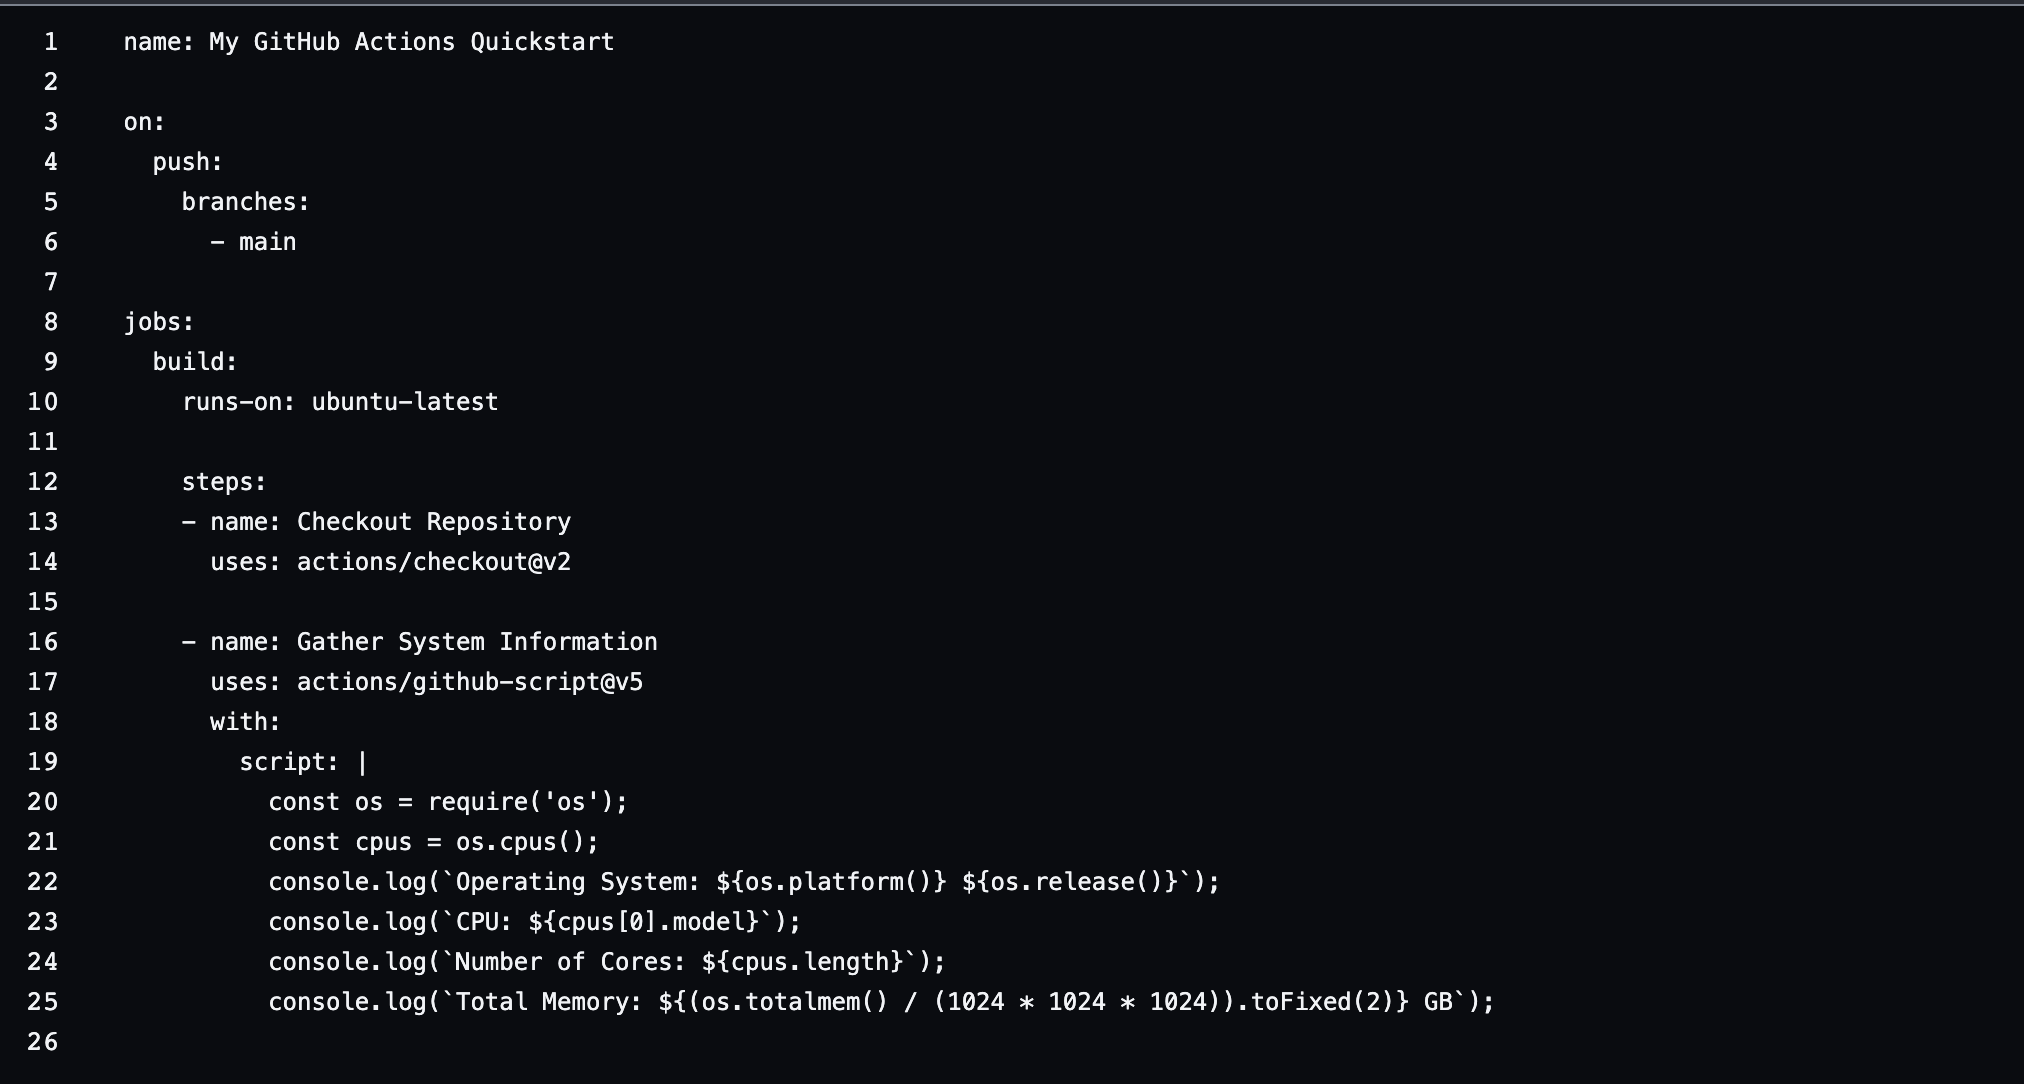 1 name: My GitHub Actions Quickstart
2
3 on:
4   push:
5     branches:
6       - main
7
8 jobs:
9   build:
10     runs-on: ubuntu-latest
11
12     steps:
13     - name: Checkout Repository
14       uses: actions/checkout@v2
15
16     - name: Gather System Information
17       uses: actions/github-script@v5
18       with:
19         script: |
20           const os = require('os');
21           const cpus = os.cpus();
22           console.log(`Operating System: ${os.platform()} ${os.release()}`);
23           console.log(`CPU: ${cpus[0].model}`);
24           console.log(`Number of Cores: ${cpus.length}`);
25           console.log(`Total Memory: ${(os.totalmem() / (1024 * 1024 * 1024)).toFixed(2)} GB`);
26